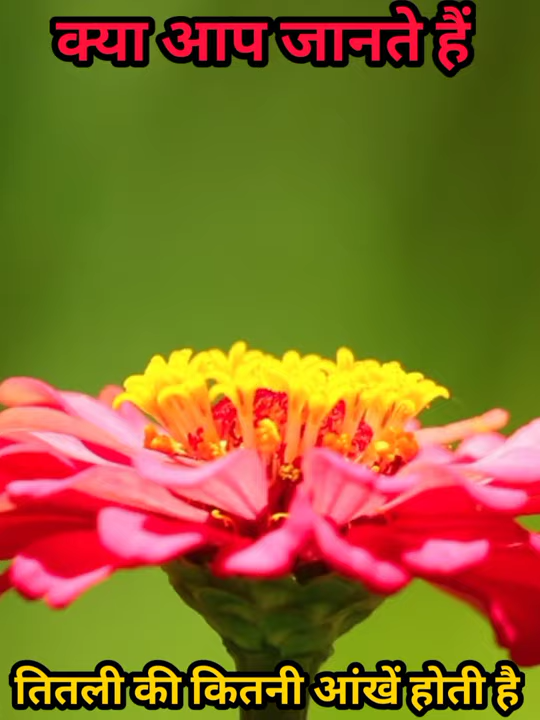 क्या आप जानते हैं
तितली की कितनी आंखें होती है